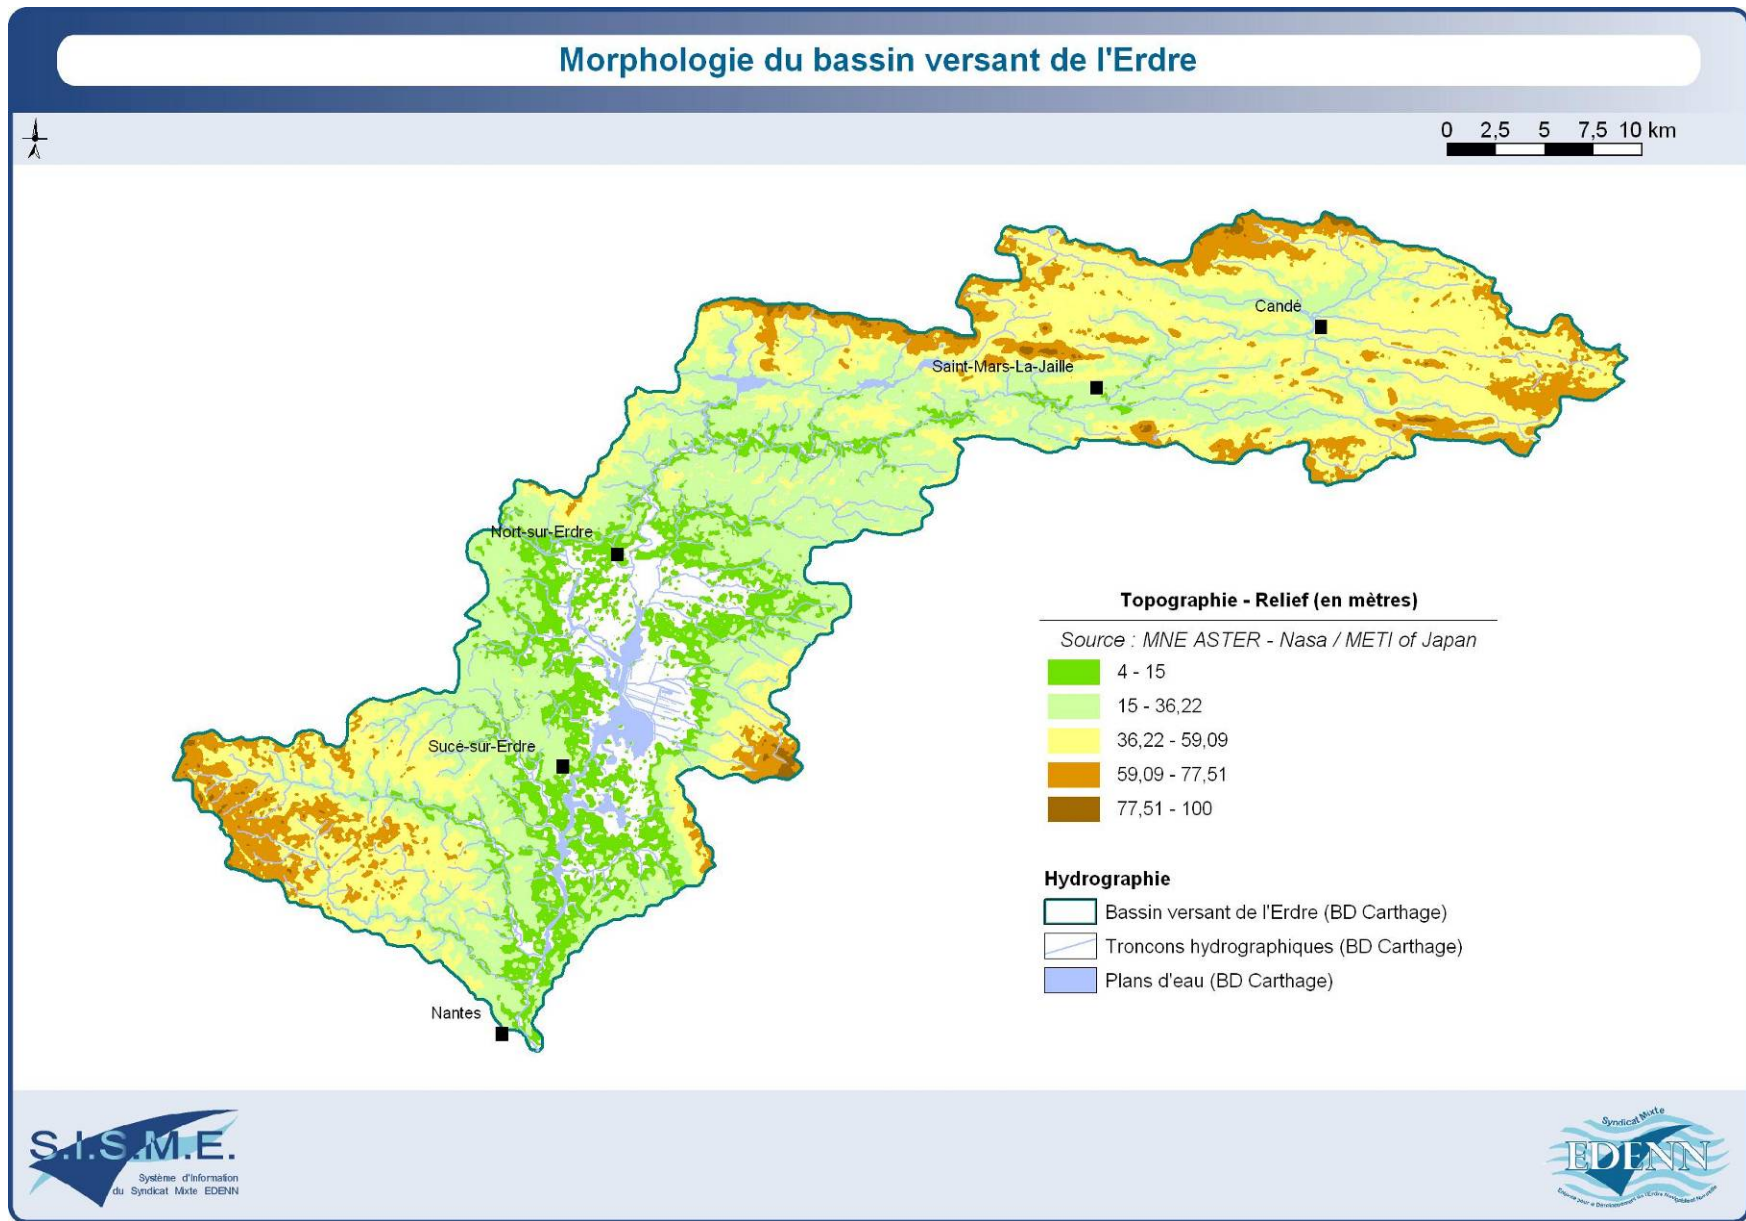 Morphologie du bassin versant de l'Erdre
0 2,5 5 7,5 10 km
Candé
Saint-Mars-La-Jaille
Nort-sur-Erdre
Sucé-sur-Erdre
Nantes
Topographie - Relief (en mètres)
Source : MNE ASTER - Nasa / METI of Japan
4 - 15
15 - 36,22
36,22 - 59,09
59,09 - 77,51
77,51 - 100
Hydrographie
Bassin versant de l'Erdre (BD Carthage)
Troncons hydrographiques (BD Carthage)
Plans d'eau (BD Carthage)
S.I.S.M.E.
Système d'Information
du Syndicat Mixte EDENN
Syndicat Mixte
EDENN